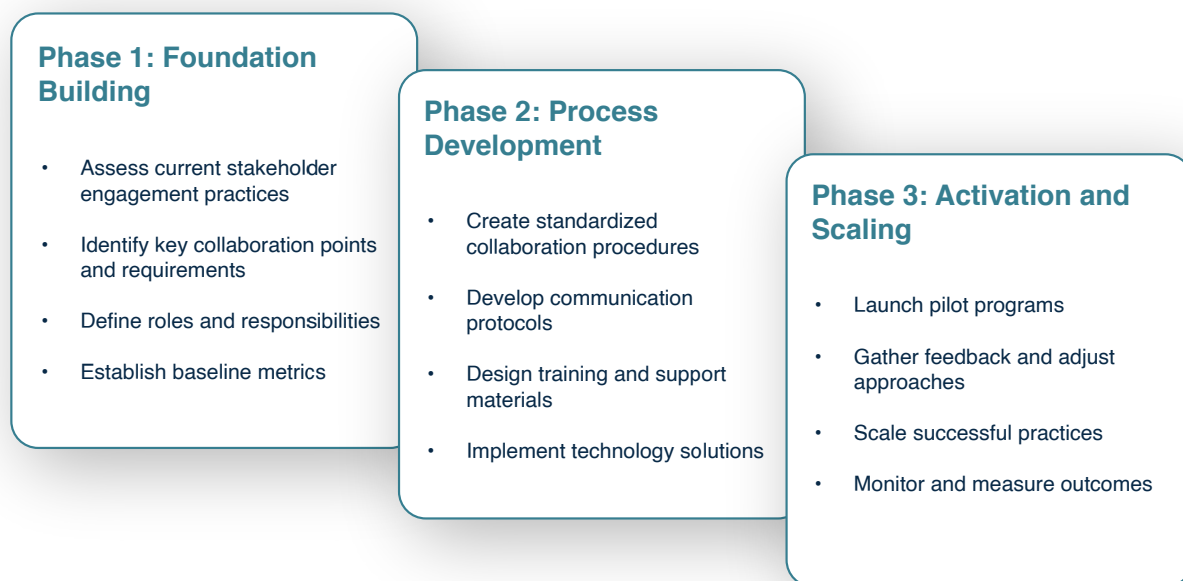 Phase 1: Foundation
Building
• Assess current stakeholder
engagement practices
• Identify key collaboration points
and requirements
• Define roles and responsibilities
• Establish baseline metrics
Phase 2: Process
Development
• Create standardized
collaboration procedures
• Develop communication
protocols
• Design training and support
materials
• Implement technology solutions
Phase 3: Activation and
Scaling
• Launch pilot programs
• Gather feedback and adjust
approaches
• Scale successful practices
• Monitor and measure outcomes